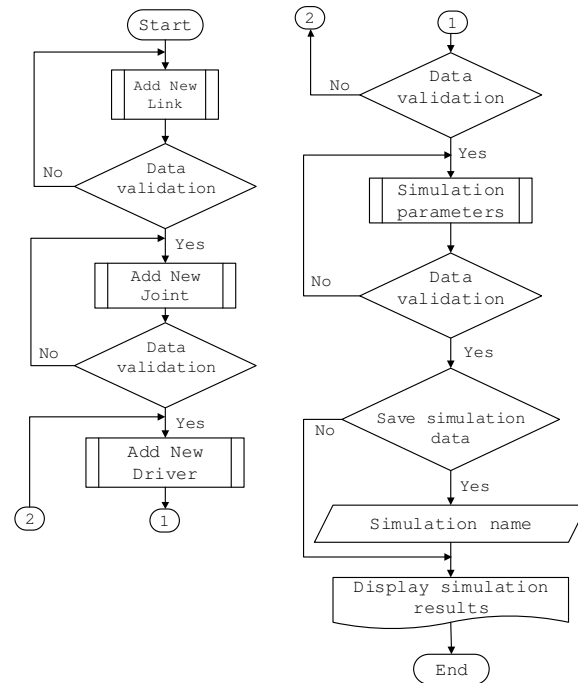 Start
Add New
Link
No
Data
validation
Yes
Add New
Joint
No
Data
validation
Yes
Add New
Driver
2
1
2
1
No
Data
validation
Yes
Simulation
parameters
No
Data
validation
Yes
No
Save simulation
data
Yes
Simulation name
Display simulation
results
End